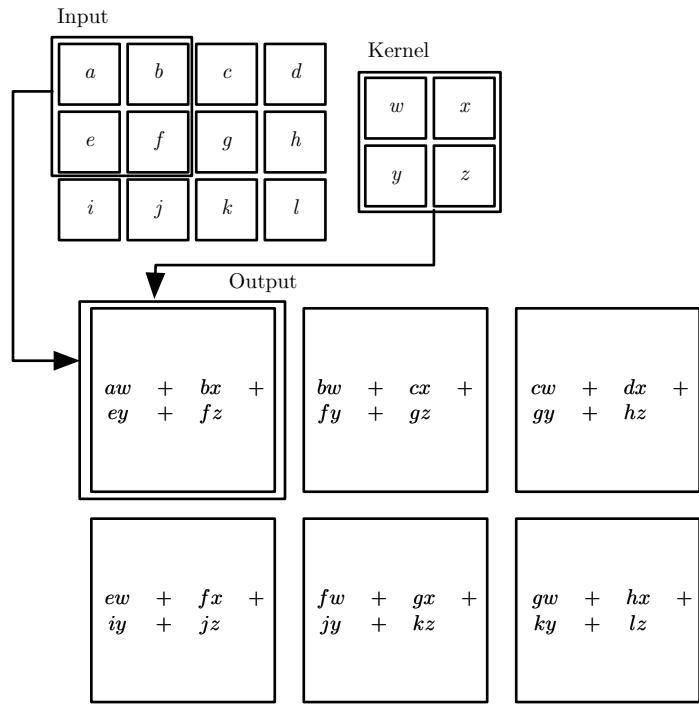 Input
Kernel
a b c d
w x
e f g h
y z
i j k l
Output
aw + bx +
ey + fz
bw + cx +
fy + gz
cw + dx +
gy + hz
ew + fx +
iy + jz
fw + gx +
jy + kz
gw + hx +
ky + lz